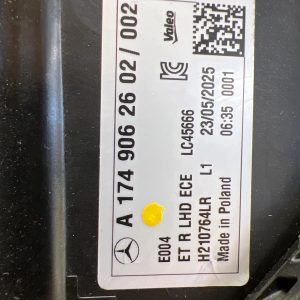 A 174 906 26 02 / 002
Valeo
E004
ET R LHD ECE LC45666
H210764LR L1 23/05/2025
Made in Poland 06:35 0001